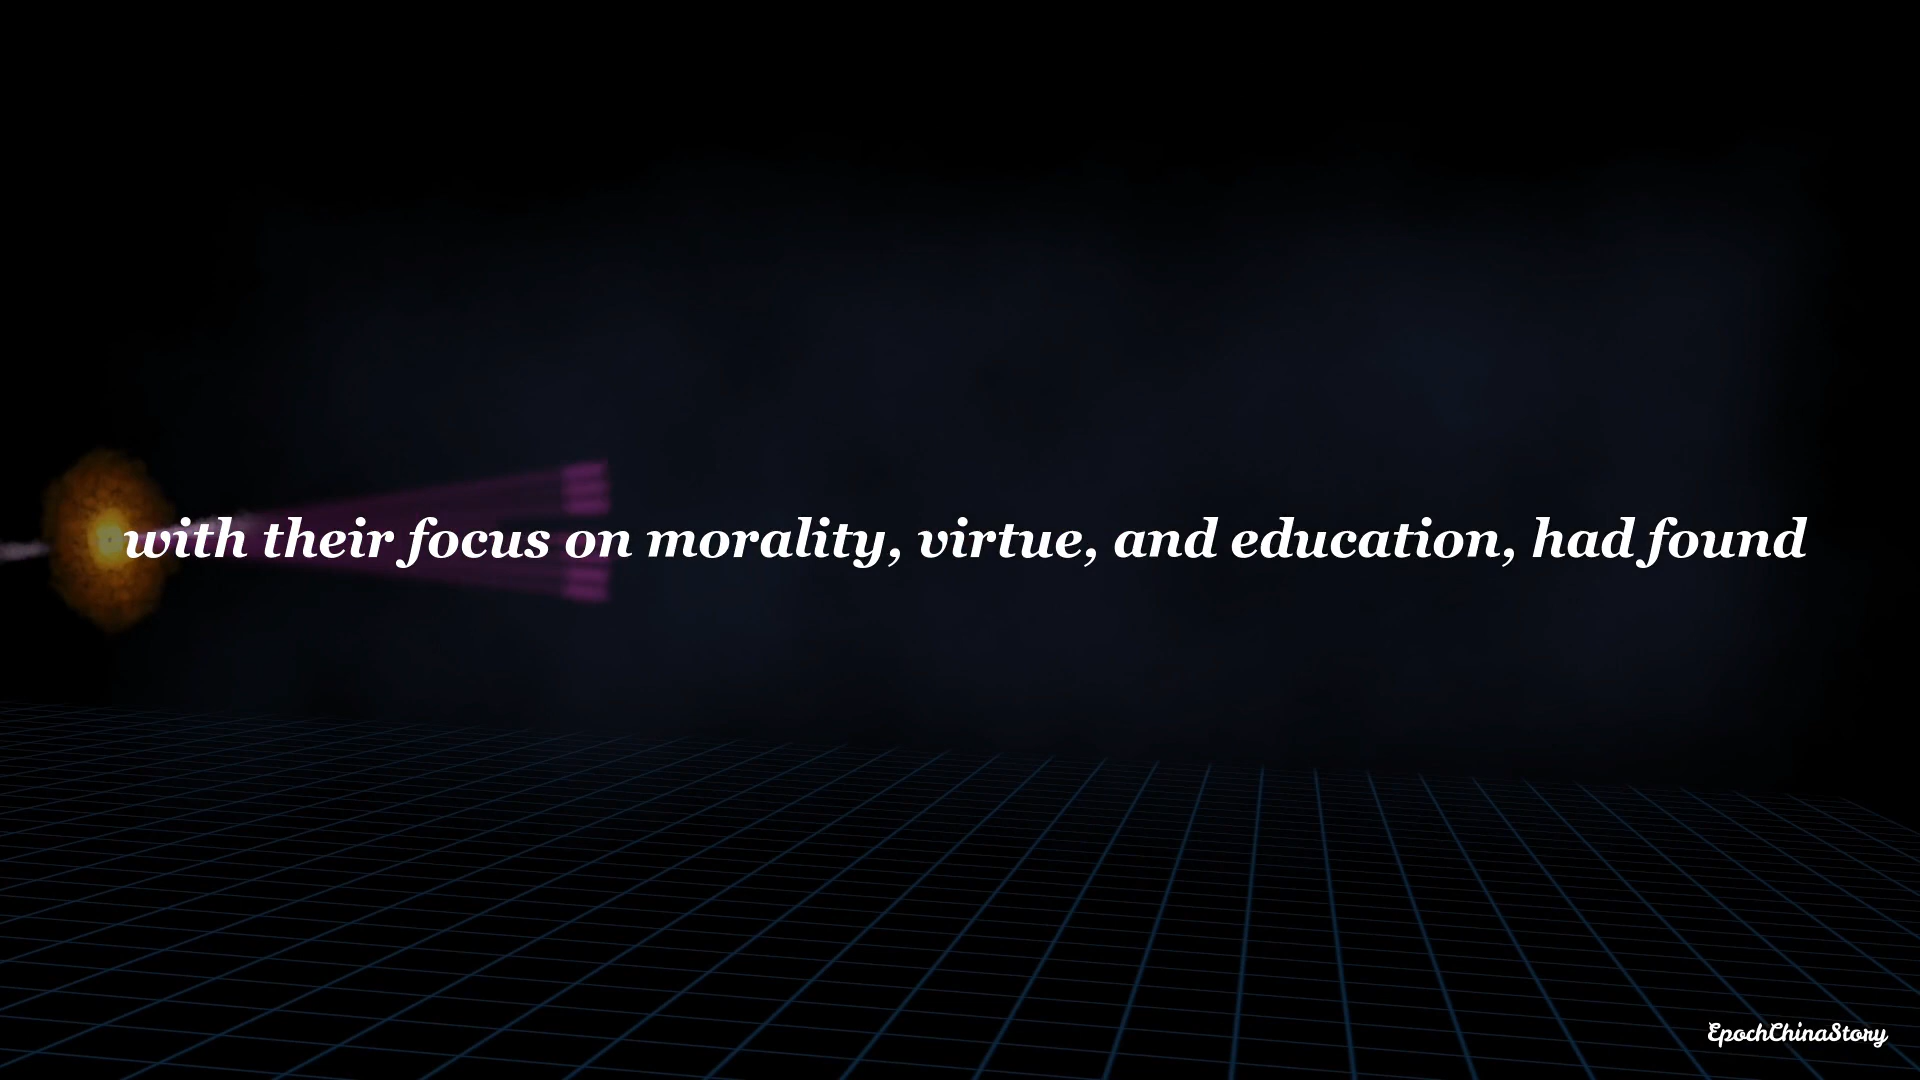 with their focus on morality, virtue, and education, had found
EpochChinaStory